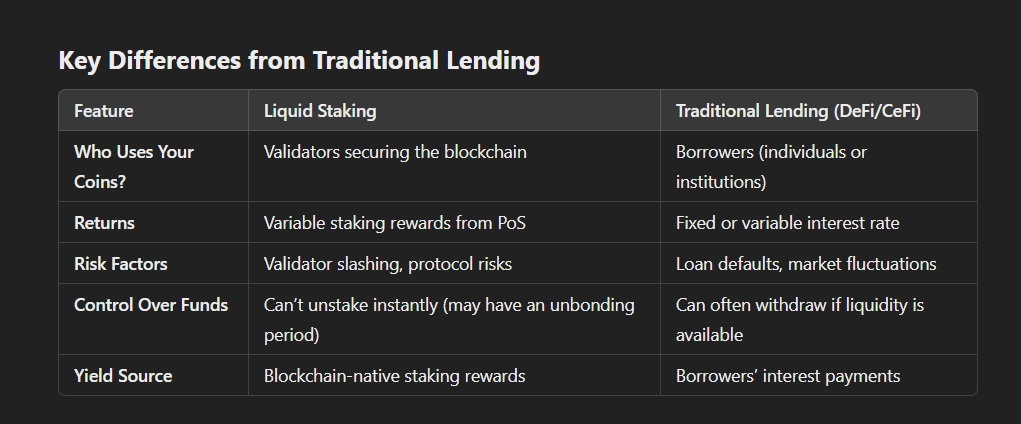 Key Differences from Traditional Lending
Feature Liquid Staking Traditional Lending (DeFi/CeFi)
Who Uses Your Coins? Validators securing the blockchain Borrowers (individuals or institutions)
Returns Variable staking rewards from PoS Fixed or variable interest rate
Risk Factors Validator slashing, protocol risks Loan defaults, market fluctuations
Control Over Funds Can’t unstake instantly (may have an unbonding period) Can often withdraw if liquidity is available
Yield Source Blockchain-native staking rewards Borrowers’ interest payments